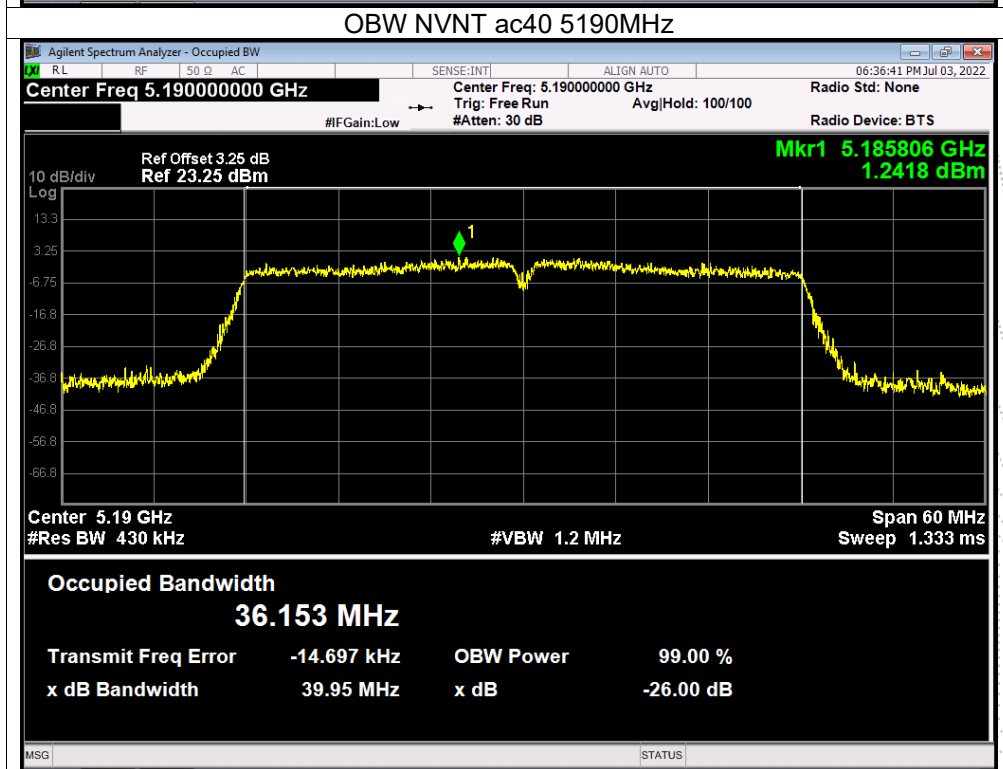 OBW NVNT ac40 5190MHz
Agilent Spectrum Analyzer - Occupied BW
LXI RL RF 50 Ω AC SENSE:INT ALIGN AUTO 06:36:41 PM Jul 03, 2022
Center Freq 5.190000000 GHz Center Freq: 5.190000000 GHz Radio Std: None
Trig: Free Run Avg|Hold: 100/100
#IFGain:Low #Atten: 30 dB Radio Device: BTS
Mkr1 5.185806 GHz
1.2418 dBm
Ref Offset 3.25 dB
10 dB/div Ref 23.25 dBm
Log
13.3
1
3.25
-6.75
-16.8
-26.8
-36.8
-46.8
-56.8
-66.8
Center 5.19 GHz Span 60 MHz
#Res BW 430 kHz #VBW 1.2 MHz Sweep 1.333 ms
Occupied Bandwidth
36.153 MHz
Transmit Freq Error -14.697 kHz OBW Power 99.00 %
x dB Bandwidth 39.95 MHz x dB -26.00 dB
MSG STATUS